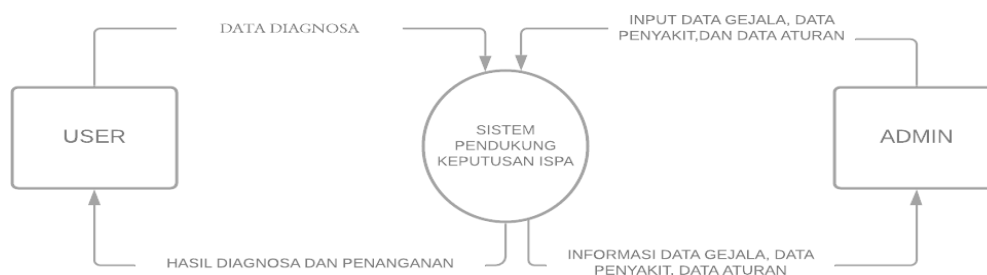 DATA DIAGNOSA
INPUT DATA GEJALA, DATA
PENYAKIT,DAN DATA ATURAN
USER
SISTEM
PENDUKUNG
KEPUTUSAN ISPA
ADMIN
HASIL DIAGNOSA DAN PENANGANAN
INFORMASI DATA GEJALA, DATA
PENYAKIT, DATA ATURAN